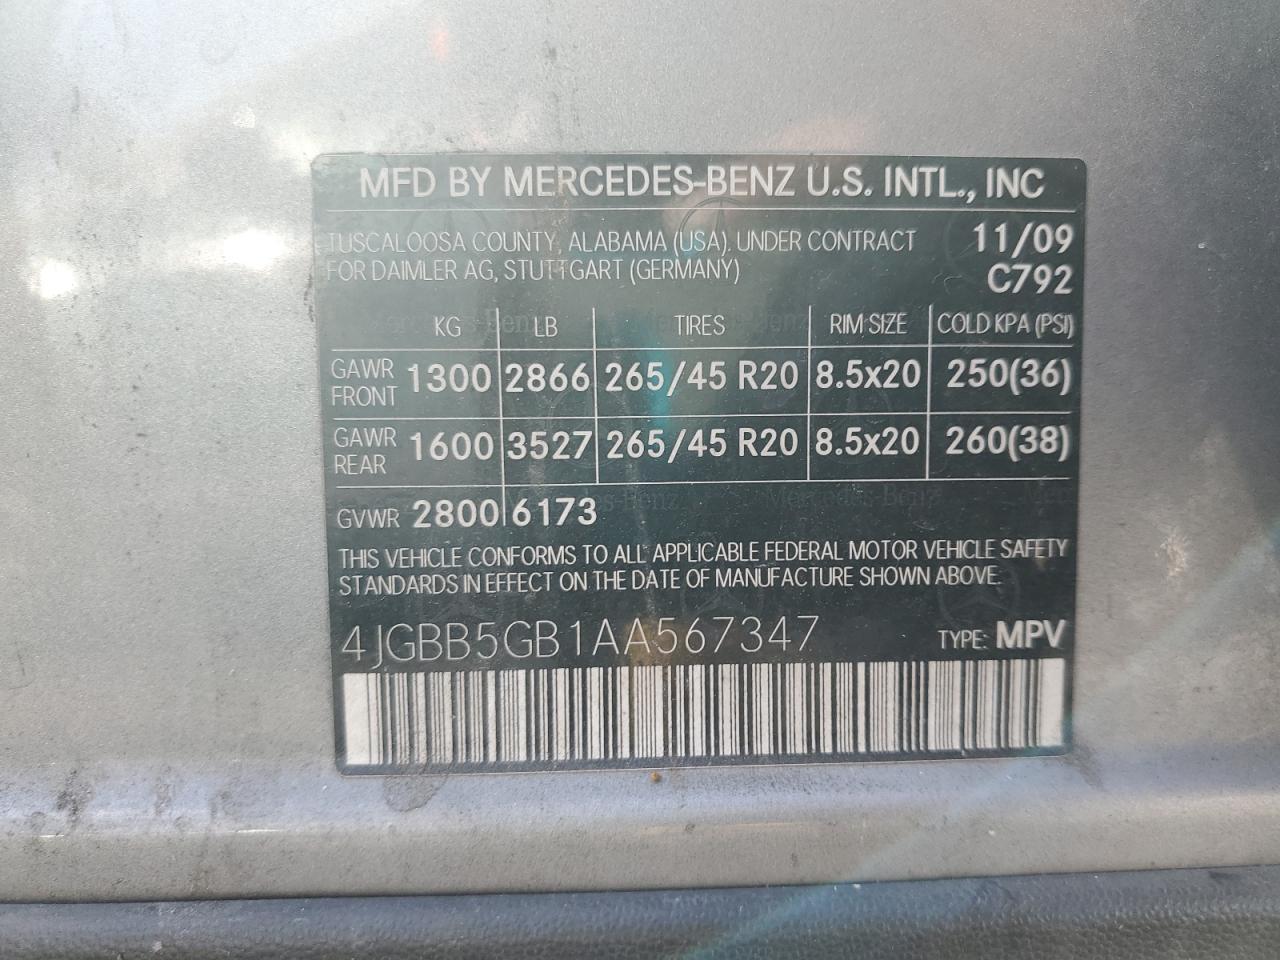 MFD BY MERCEDES-BENZ U.S. INTL., INC
TUSCALOOSA COUNTY, ALABAMA (USA), UNDER CONTRACT 11/09
FOR DAIMLER AG, STUTTGART (GERMANY) C792
KG LB TIRES RIM SIZE COLD KPA (PSI)
GAWR FRONT 1300 2866 265/45 R20 8.5x20 250(36)
GAWR REAR 1600 3527 265/45 R20 8.5x20 260(38)
GVWR 2800 6173
THIS VEHICLE CONFORMS TO ALL APPLICABLE FEDERAL MOTOR VEHICLE SAFETY
STANDARDS IN EFFECT ON THE DATE OF MANUFACTURE SHOWN ABOVE.
4JGBB5GB1AA567347 TYPE: MPV